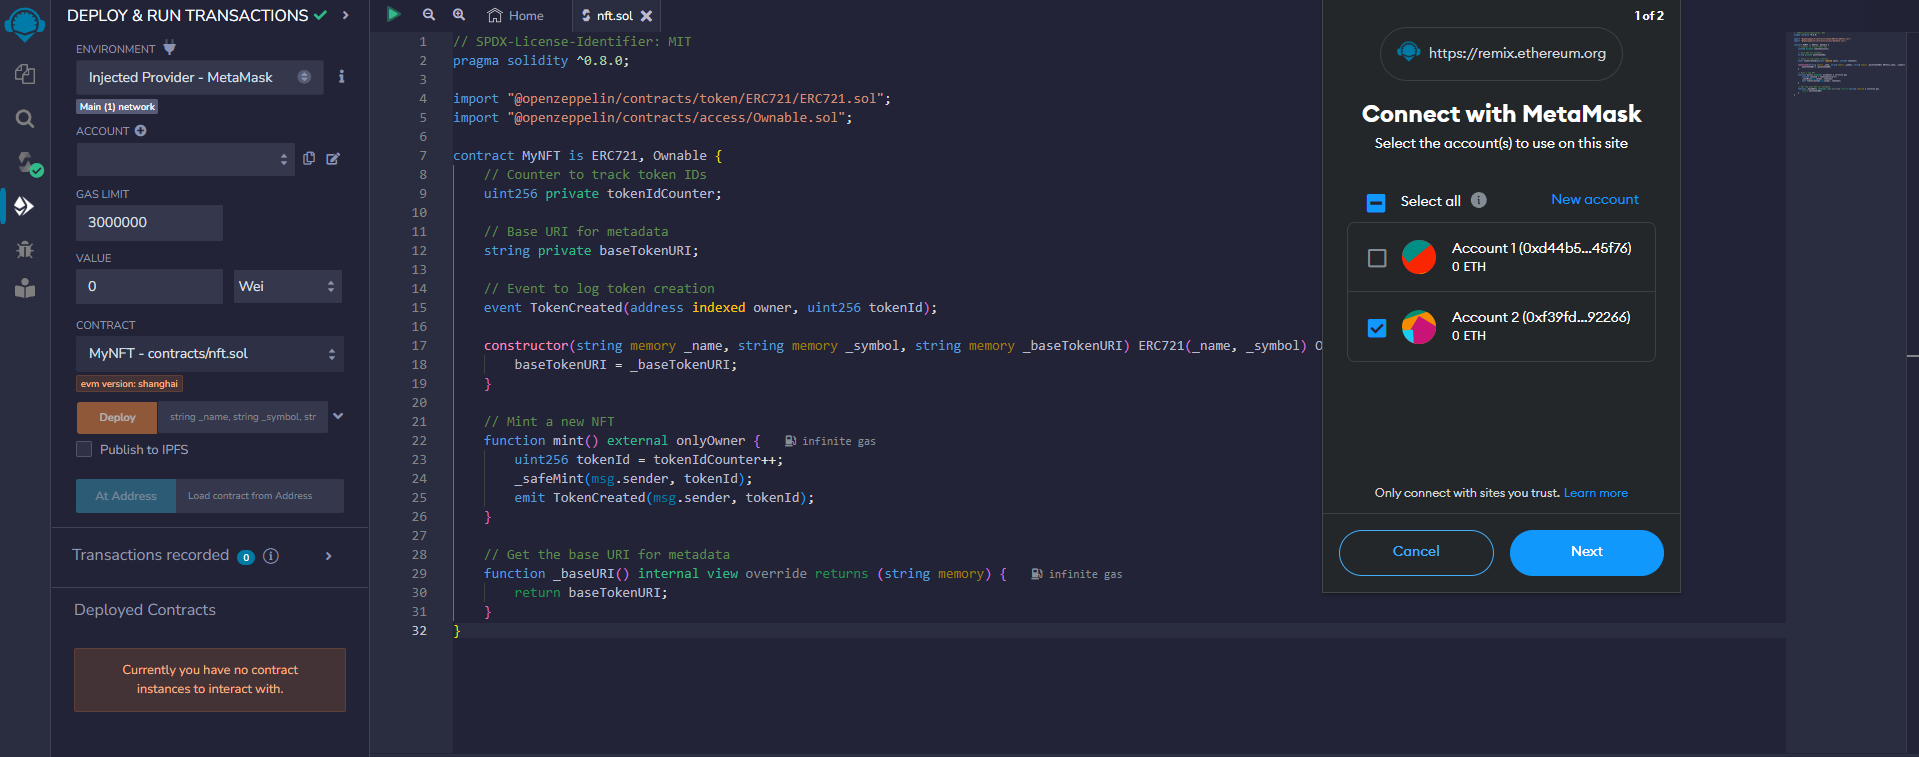 DEPLOY & RUN TRANSACTIONS
ENVIRONMENT
Injected Provider - MetaMask
Main (1) network
ACCOUNT
GAS LIMIT
3000000
VALUE
0
Wei
CONTRACT
MyNFT - contracts/nft.sol
evm version: shanghai
Deploy
string _name, string _symbol, str
Publish to IPFS
At Address
Load contract from Address
Transactions recorded 0
Deployed Contracts
Currently you have no contract
instances to interact with.
Home
nft.sol
1 // SPDX-License-Identifier: MIT
2 pragma solidity ^0.8.0;
3
4 import "@openzeppelin/contracts/token/ERC721/ERC721.sol";
5 import "@openzeppelin/contracts/access/Ownable.sol";
6
7 contract MyNFT is ERC721, Ownable {
8 // Counter to track token IDs
9 uint256 private tokenIdCounter;
10
11 // Base URI for metadata
12 string private baseTokenURI;
13
14 // Event to log token creation
15 event TokenCreated(address indexed owner, uint256 tokenId);
16
17 constructor(string memory _name, string memory _symbol, string memory _baseTokenURI) ERC721(_name, _symbol) O
18 baseTokenURI = _baseTokenURI;
19 }
20
21 // Mint a new NFT
22 function mint() external onlyOwner { infinite gas
23 uint256 tokenId = tokenIdCounter++;
24 _safeMint(msg.sender, tokenId);
25 emit TokenCreated(msg.sender, tokenId);
26 }
27
28 // Get the base URI for metadata
29 function _baseURI() internal view override returns (string memory) { infinite gas
30 return baseTokenURI;
31 }
32 }
1 of 2
https://remix.ethereum.org
Connect with MetaMask
Select the account(s) to use on this site
Select all
New account
Account 1 (0xd44b5...45f76)
0 ETH
Account 2 (0xf39fd...92266)
0 ETH
Only connect with sites you trust. Learn more
Cancel
Next